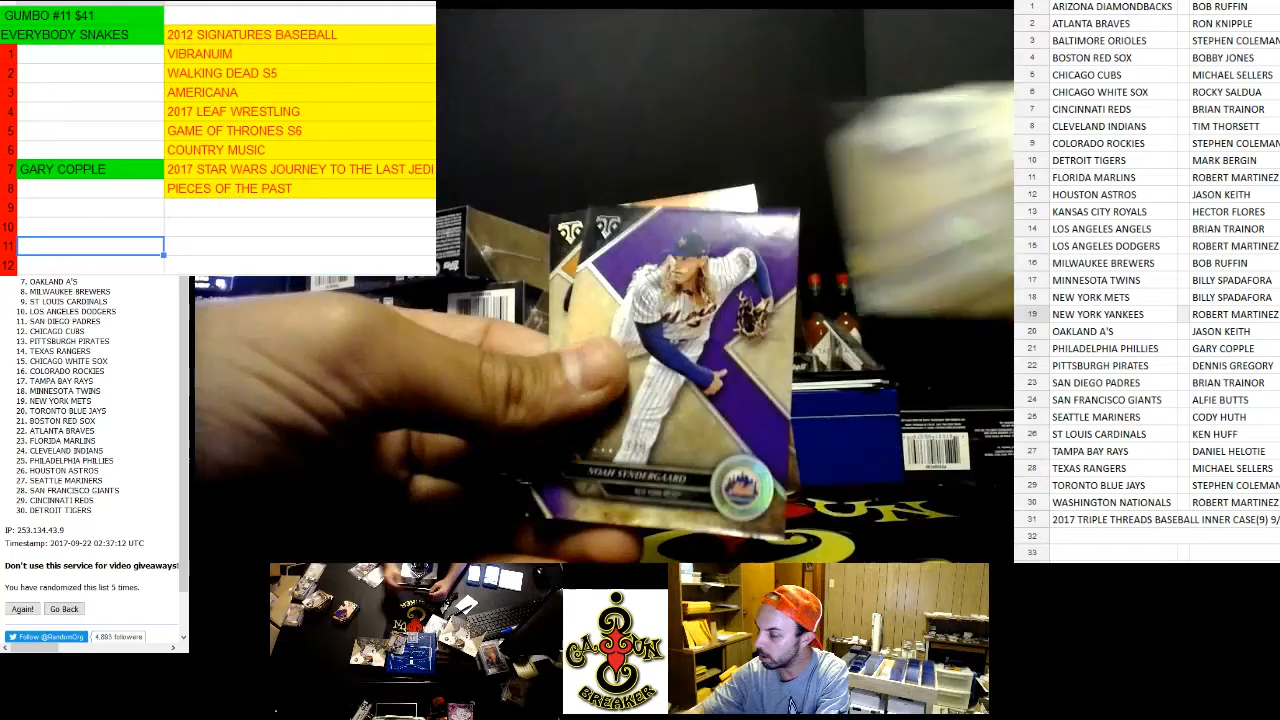 GUMBO #11 $41
EVERYBODY SNAKES 2012 SIGNATURES BASEBALL
1 VIBRANUIM
2 WALKING DEAD S5
3 AMERICANA
4 2017 LEAF WRESTLING
5 GAME OF THRONES S6
6 COUNTRY MUSIC
7 GARY COPPLE 2017 STAR WARS JOURNEY TO THE LAST JEDI
8 PIECES OF THE PAST
9
10
11
12
7. OAKLAND A'S
8. MILWAUKEE BREWERS
9. ST LOUIS CARDINALS
10. LOS ANGELES DODGERS
11. SAN DIEGO PADRES
12. CHICAGO CUBS
13. PITTSBURGH PIRATES
14. TEXAS RANGERS
15. CHICAGO WHITE SOX
16. COLORADO ROCKIES
17. TAMPA BAY RAYS
18. MINNESOTA TWINS
19. NEW YORK METS
20. TORONTO BLUE JAYS
21. BOSTON RED SOX
22. ATLANTA BRAVES
23. FLORIDA MARLINS
24. CLEVELAND INDIANS
25. PHILADELPHIA PHILLIES
26. HOUSTON ASTROS
27. SEATTLE MARINERS
28. SAN FRANCISCO GIANTS
29. CINCINNATI REDS
30. DETROIT TIGERS
IP: 253.134.43.9
Timestamp: 2017-09-22 02:37:12 UTC
Don't use this service for video giveaways!
You have randomized this list 5 times.
Again! Go Back
Follow @RandomOrg 4,893 followers
NOAH SYNDERGAARD
NEW YORK METS
CAJUN
BREAKER
1 ARIZONA DIAMONDBACKS BOB RUFFIN
2 ATLANTA BRAVES RON KNIPPLE
3 BALTIMORE ORIOLES STEPHEN COLEMAN
4 BOSTON RED SOX BOBBY JONES
5 CHICAGO CUBS MICHAEL SELLERS
6 CHICAGO WHITE SOX ROCKY SALDUA
7 CINCINNATI REDS BRIAN TRAINOR
8 CLEVELAND INDIANS TIM THORSETT
9 COLORADO ROCKIES STEPHEN COLEMAN
10 DETROIT TIGERS MARK BERGIN
11 FLORIDA MARLINS ROBERT MARTINEZ
12 HOUSTON ASTROS JASON KEITH
13 KANSAS CITY ROYALS HECTOR FLORES
14 LOS ANGELES ANGELS BRIAN TRAINOR
15 LOS ANGELES DODGERS ROBERT MARTINEZ
16 MILWAUKEE BREWERS BOB RUFFIN
17 MINNESOTA TWINS BILLY SPADAFORA
18 NEW YORK METS BILLY SPADAFORA
19 NEW YORK YANKEES ROBERT MARTINEZ
20 OAKLAND A'S JASON KEITH
21 PHILADELPHIA PHILLIES GARY COPPLE
22 PITTSBURGH PIRATES DENNIS GREGORY
23 SAN DIEGO PADRES BRIAN TRAINOR
24 SAN FRANCISCO GIANTS ALFIE BUTTS
25 SEATTLE MARINERS CODY HUTH
26 ST LOUIS CARDINALS KEN HUFF
27 TAMPA BAY RAYS DANIEL HELOTIE
28 TEXAS RANGERS MICHAEL SELLERS
29 TORONTO BLUE JAYS STEPHEN COLEMAN
30 WASHINGTON NATIONALS ROBERT MARTINEZ
31 2017 TRIPLE THREADS BASEBALL INNER CASE(9) 9/
32
33